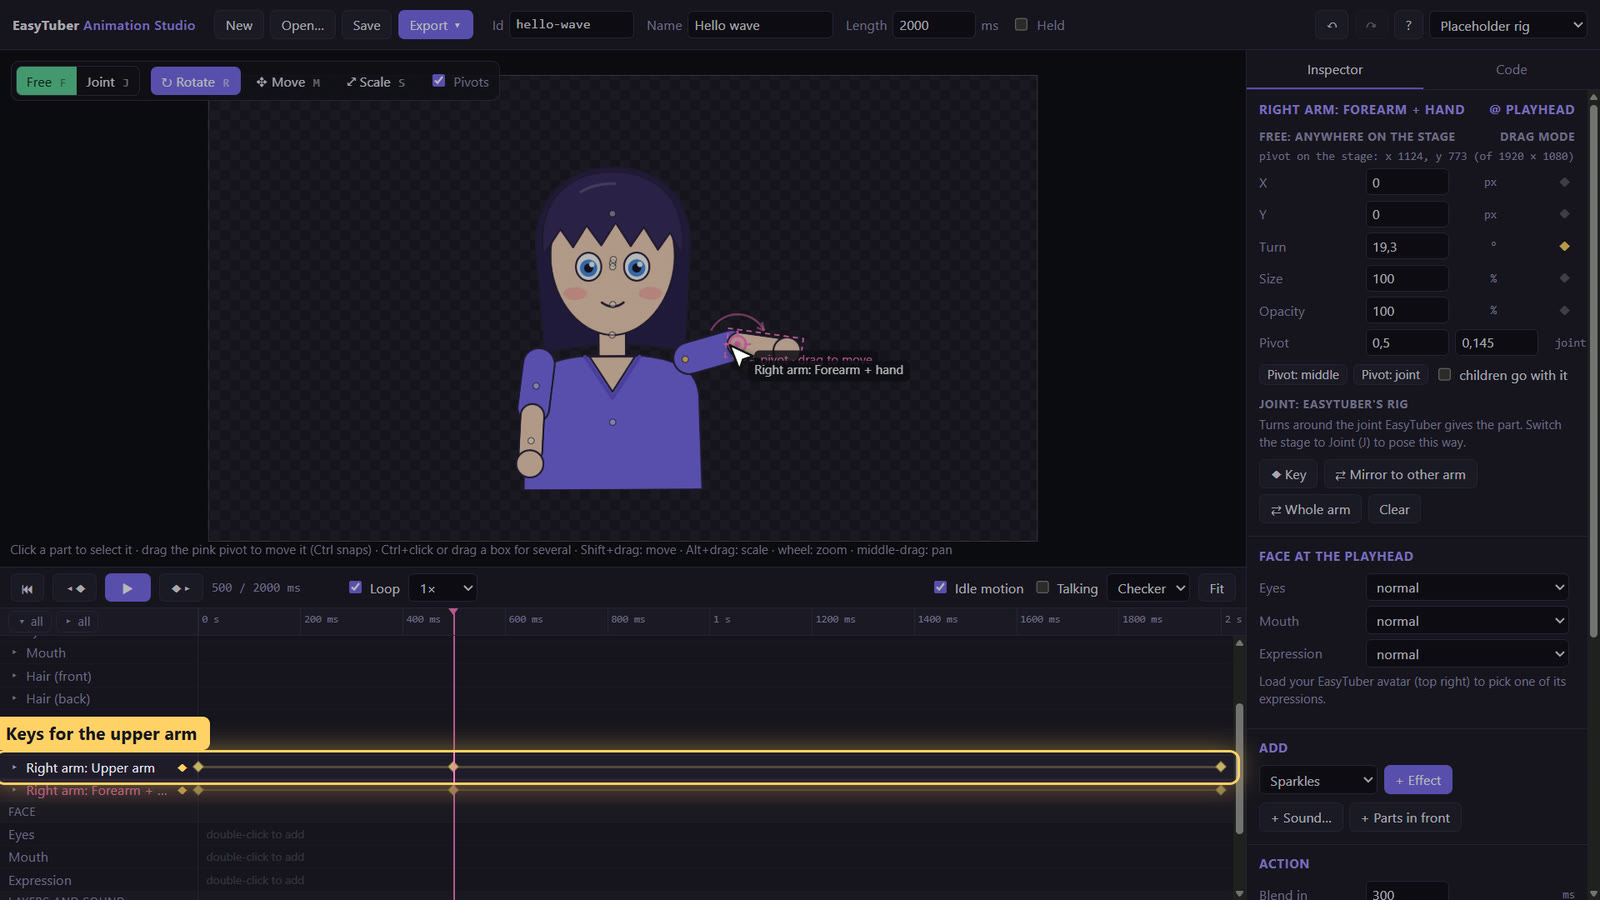 EasyTuber Animation Studio New Open... Save Export ▾ Id hello-wave Name Hello wave Length 2000 ms Held ? Placeholder rig
Free F Joint J ↻ Rotate R ✥ Move M ⤢ Scale S Pivots
pivot · drag to move
Right arm: Forearm + hand
Click a part to select it · drag the pink pivot to move it (Ctrl snaps) · Ctrl+click or drag a box for several · Shift+drag: move · Alt+drag: scale · wheel: zoom · middle-drag: pan
500 / 2000 ms Loop 1× Idle motion Talking Checker Fit
▾ all ▸ all 0 s 200 ms 400 ms 600 ms 800 ms 1 s 1200 ms 1400 ms 1600 ms 1800 ms 2 s
Mouth
Hair (front)
Hair (back)
Keys for the upper arm
Right arm: Upper arm
Right arm: Forearm + ...
FACE
Eyes double-click to add
Mouth double-click to add
Expression double-click to add
LAYERS AND SOUND
Inspector Code
RIGHT ARM: FOREARM + HAND @ PLAYHEAD
FREE: ANYWHERE ON THE STAGE DRAG MODE
pivot on the stage: x 1124, y 773 (of 1920 × 1080)
X 0 px
Y 0 px
Turn 19,3 °
Size 100 %
Opacity 100 %
Pivot 0,5 0,145 joint
Pivot: middle Pivot: joint children go with it
JOINT: EASYTUBER'S RIG
Turns around the joint EasyTuber gives the part. Switch
the stage to Joint (J) to pose this way.
◆ Key ⇄ Mirror to other arm
⇄ Whole arm Clear
FACE AT THE PLAYHEAD
Eyes normal
Mouth normal
Expression normal
Load your EasyTuber avatar (top right) to pick one of its
expressions.
ADD
Sparkles + Effect
+ Sound... + Parts in front
ACTION
Blend in 300 ms